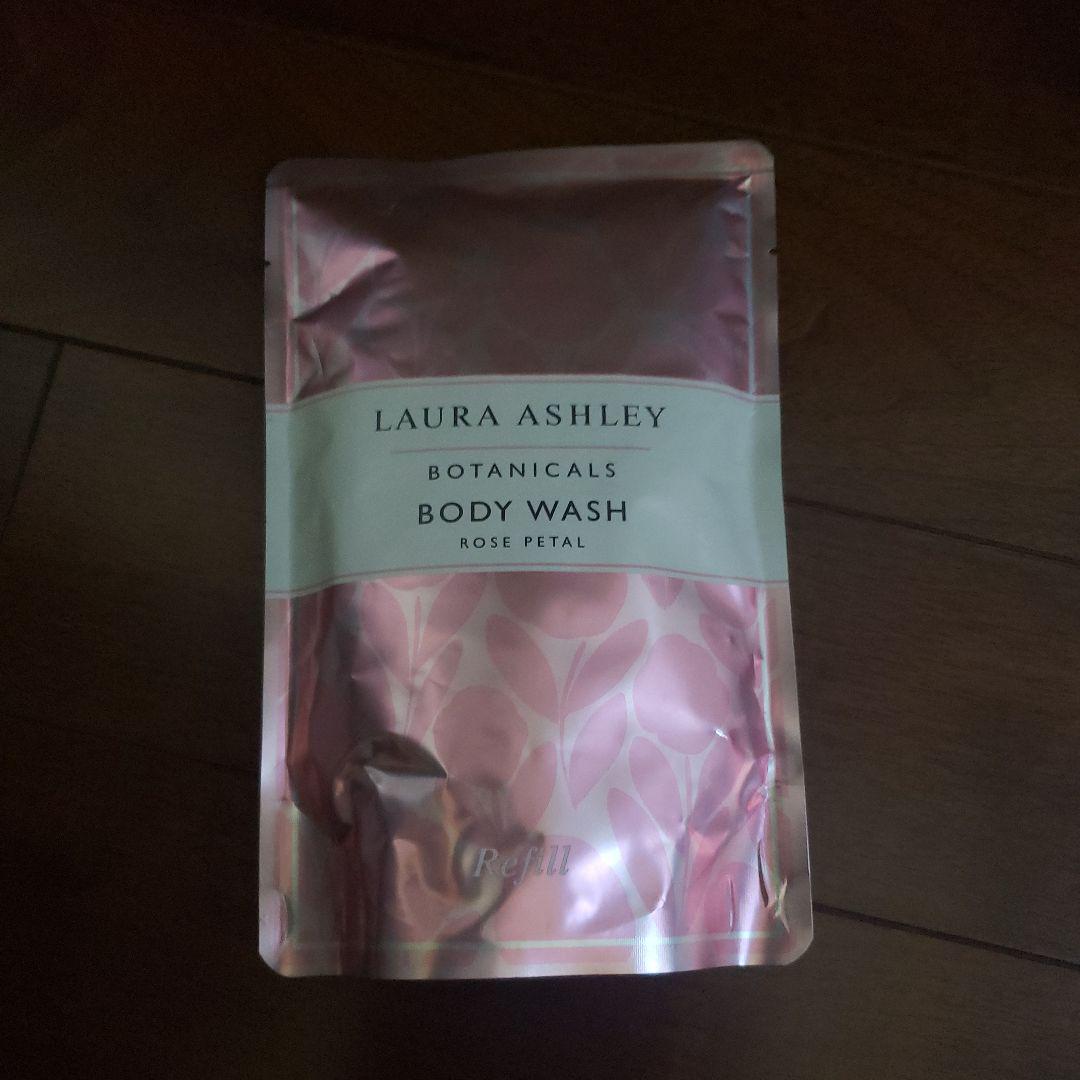 LAURA ASHLEY
BOTANICALS
BODY WASH
ROSE PETAL
Refill